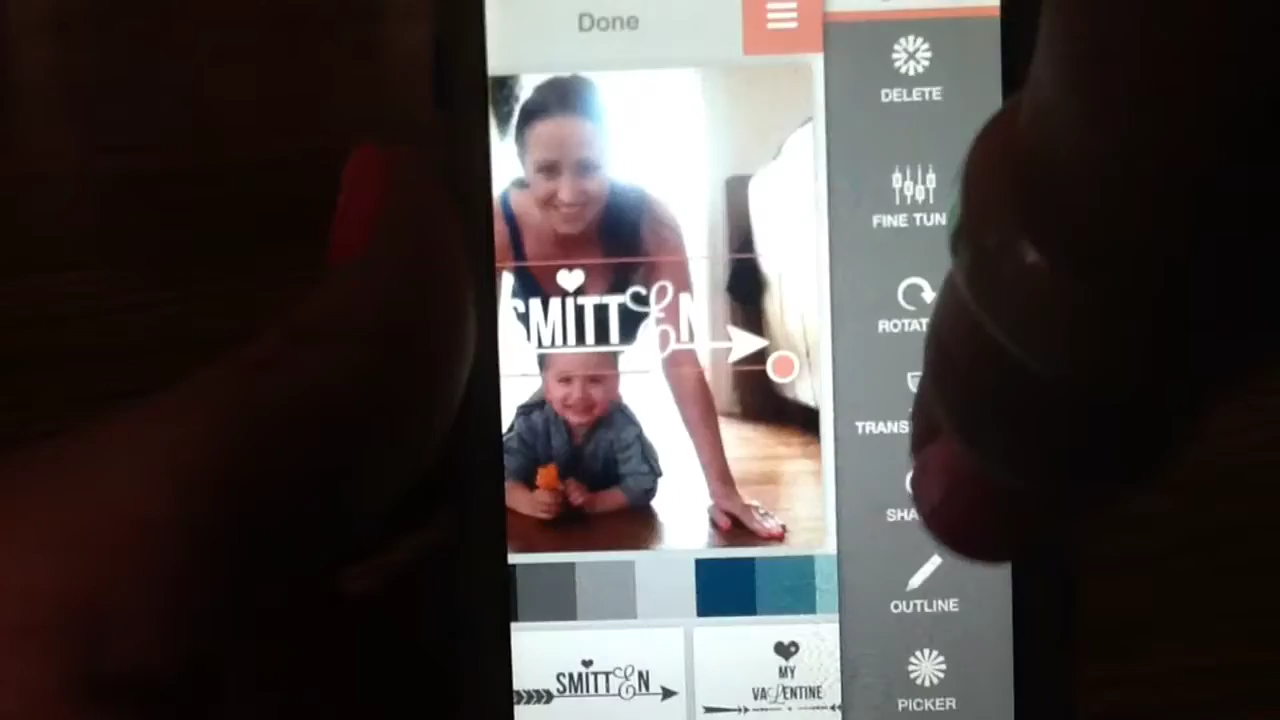 Done
DELETE
FINE TUN
ROTAT
TRANS
SHA
OUTLINE
PICKER
SMITTEN
SMITTEN
MY
VALENTINE